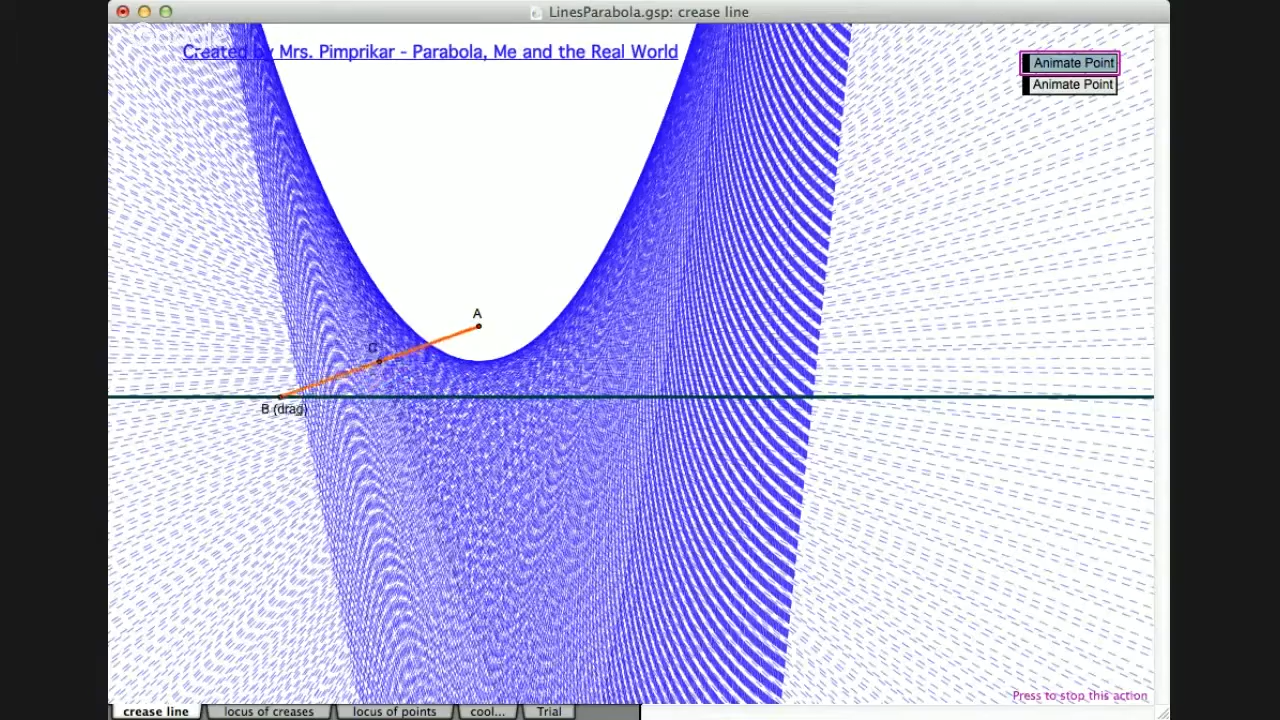 LinesParabola.gsp: crease line
Created by Mrs. Pimprikar - Parabola, Me and the Real World
Animate Point
Animate Point
A
C
B (drag)
Press to stop this action
crease line
locus of creases
locus of points
cool...
Trial